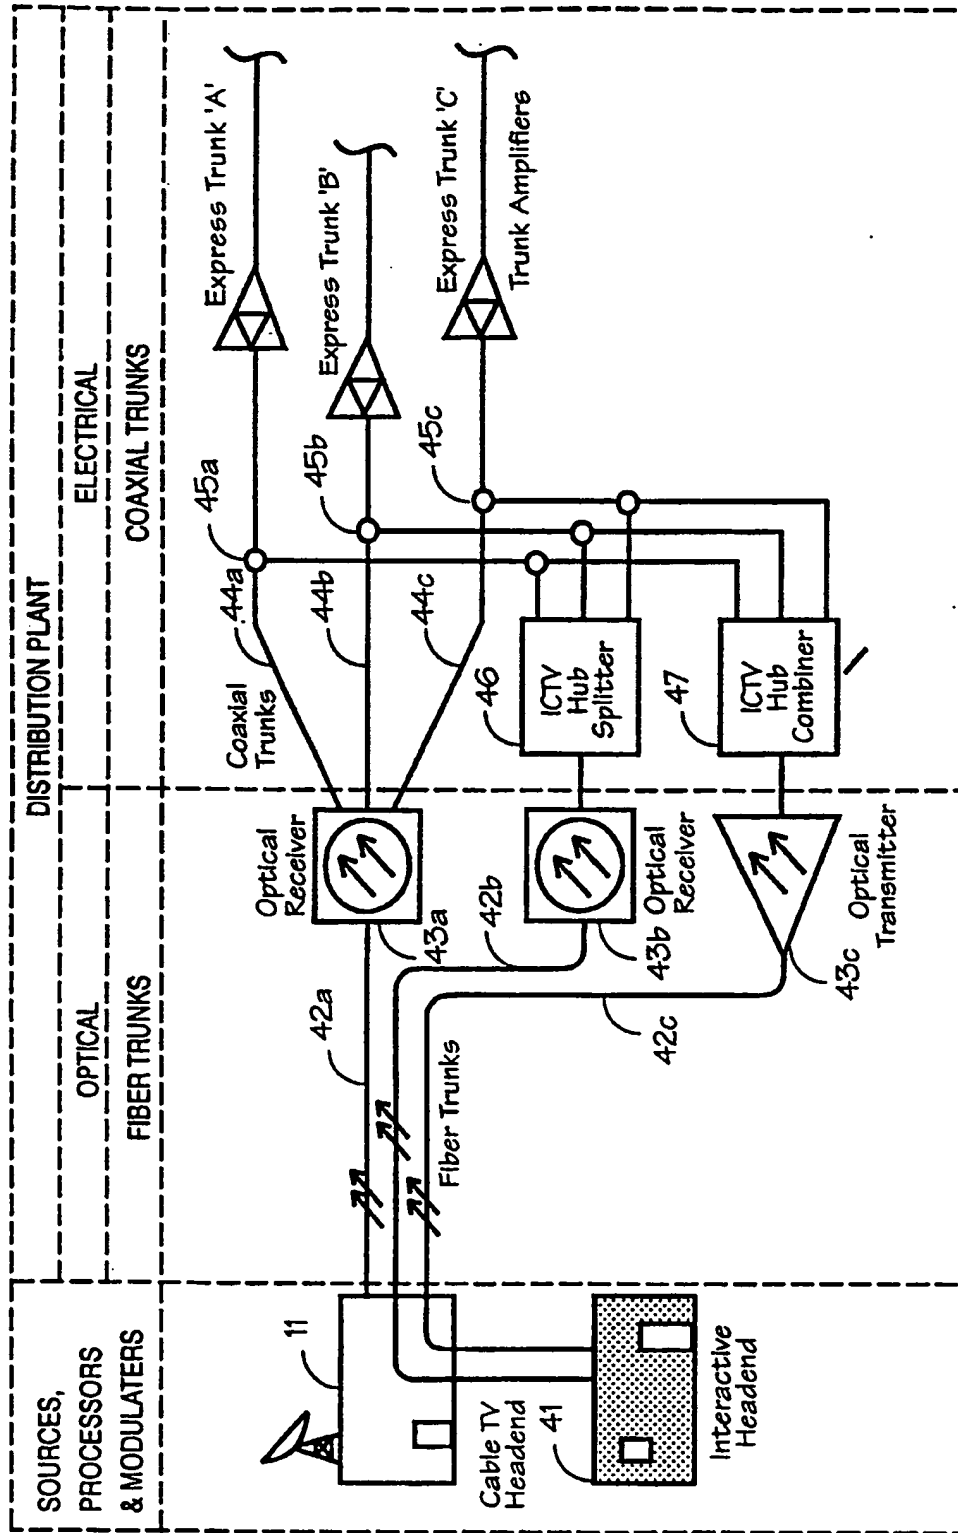 SOURCES,
PROCESSORS
& MODULATERS
DISTRIBUTION PLANT
OPTICAL
ELECTRICAL
FIBER TRUNKS
COAXIAL TRUNKS
11
Cable TV
Headend
41
Interactive
Headend
42a
Fiber Trunks
42b
42c
Optical
Receiver
43a
Optical
Receiver
43b
Optical
Transmitter
43c
Coaxial
Trunks
44a
44b
44c
45a
45b
45c
46
ICTV
Hub
Splitter
47
ICTV
Hub
Combiner
Express Trunk 'A'
Express Trunk 'B'
Express Trunk 'C'
Trunk Amplifiers